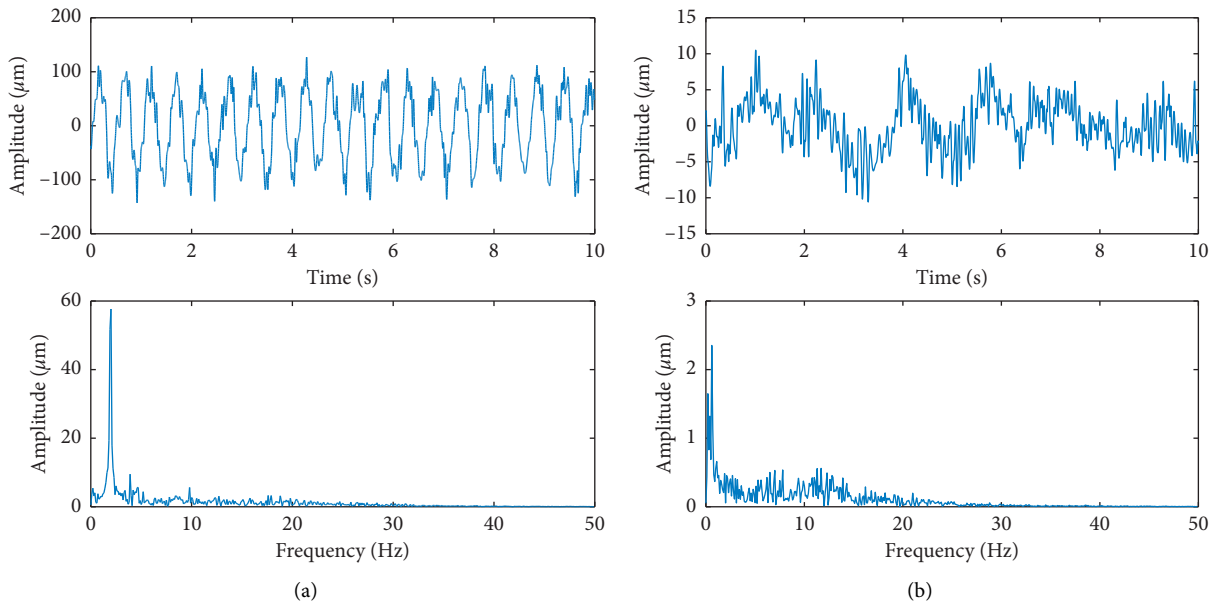 200
100
0
−100
−200
Amplitude (μm)
0 2 4 6 8 10
Time (s)
15
10
5
0
−5
−10
−15
Amplitude (μm)
0 2 4 6 8 10
Time (s)
60
40
20
0
Amplitude (μm)
0 10 20 30 40 50
Frequency (Hz)
(a)
3
2
1
0
Amplitude (μm)
0 10 20 30 40 50
Frequency (Hz)
(b)